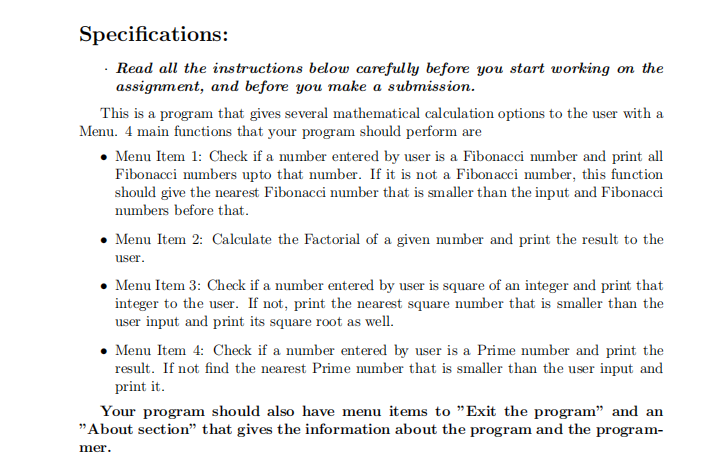 Specifications:
· Read all the instructions below carefully before you start working on the
assignment, and before you make a submission.
This is a program that gives several mathematical calculation options to the user with a
Menu. 4 main functions that your program should perform are
• Menu Item 1: Check if a number entered by user is a Fibonacci number and print all
Fibonacci numbers upto that number. If it is not a Fibonacci number, this function
should give the nearest Fibonacci number that is smaller than the input and Fibonacci
numbers before that.
• Menu Item 2: Calculate the Factorial of a given number and print the result to the
user.
• Menu Item 3: Check if a number entered by user is square of an integer and print that
integer to the user. If not, print the nearest square number that is smaller than the
user input and print its square root as well.
• Menu Item 4: Check if a number entered by user is a Prime number and print the
result. If not find the nearest Prime number that is smaller than the user input and
print it.
Your program should also have menu items to ”Exit the program” and an
”About section” that gives the information about the program and the program-
mer.